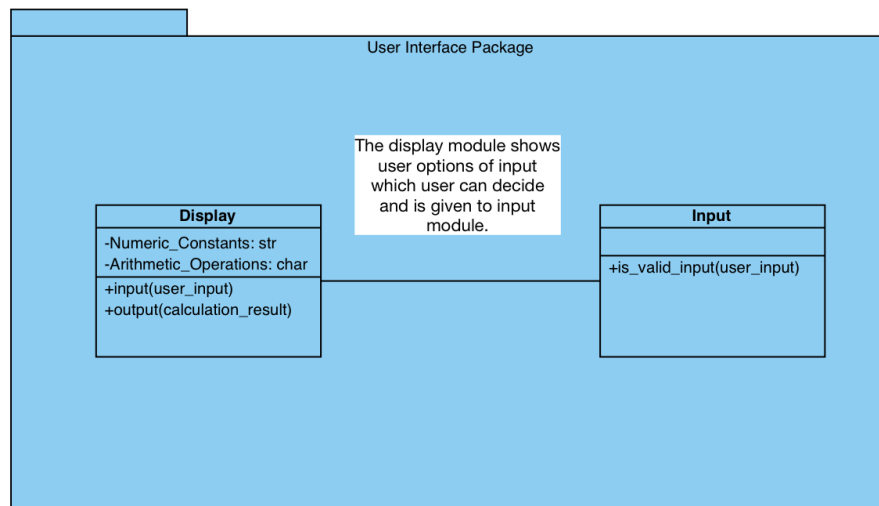 User Interface Package
The display module shows
user options of input
which user can decide
and is given to input
module.
Display
-Numeric_Constants: str
-Arithmetic_Operations: char
+input(user_input)
+output(calculation_result)
Input
+is_valid_input(user_input)